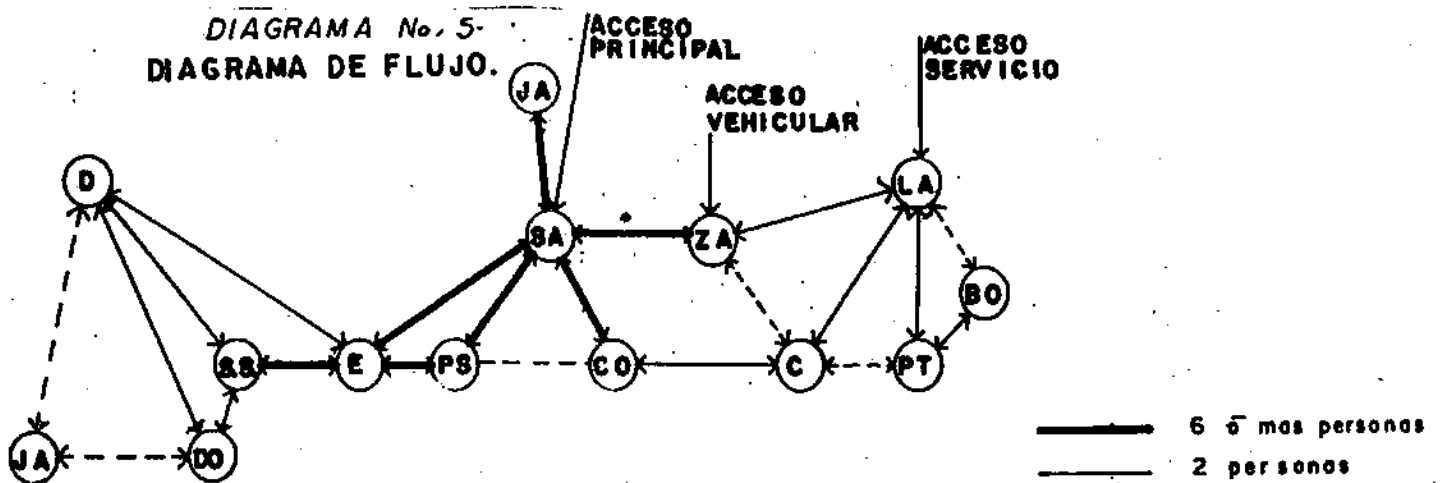 DIAGRAMA No. 5-
DIAGRAMA DE FLUJO.
ACCESO
PRINCIPAL
ACCESO
SERVICIO
ACCESO
VEHICULAR
JA
D
LA
SA
ZA
BO
S.S.
E
PS
CO
C
PT
JA
DO
6 ó mas personas
2 personas